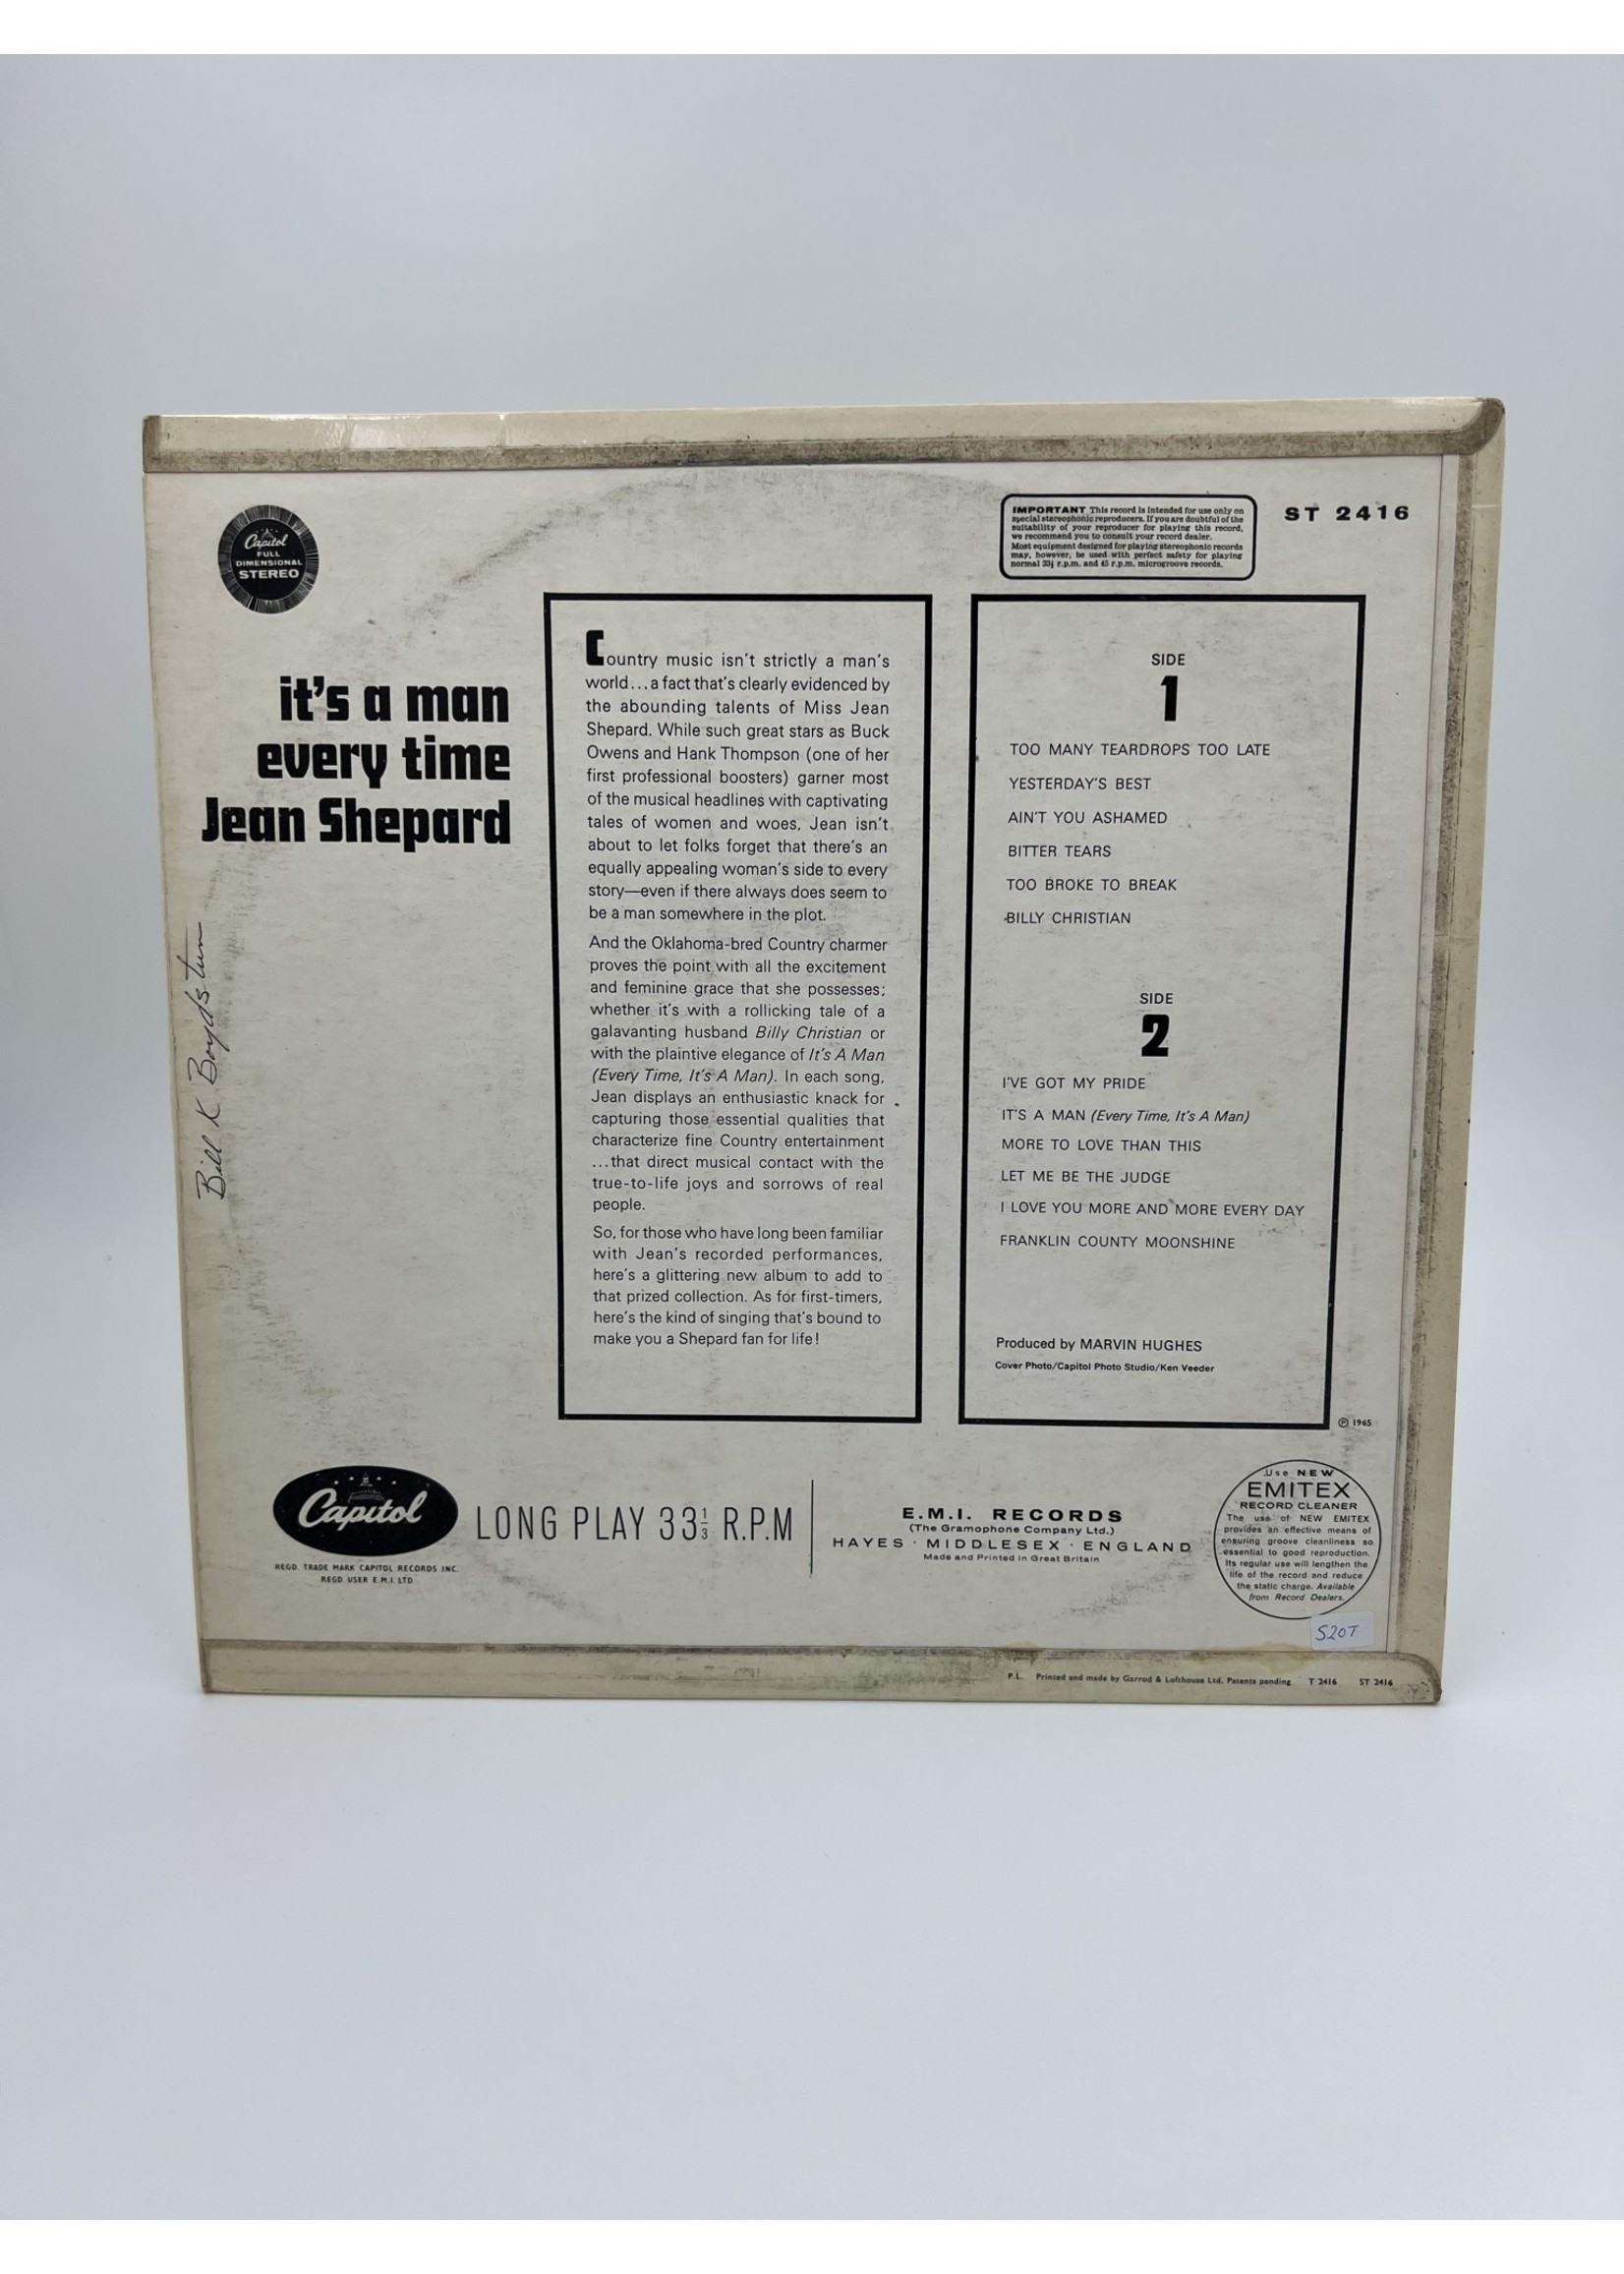 Capitol
FULL
DIMENSIONAL
STEREO
IMPORTANT This record is intended for use only on
special stereophonic reproducers. If you are doubtful of the
suitability of your reproducer for playing this record,
we recommend you to consult your record dealer.
Most equipment designed for playing stereophonic records
may, however, be used with perfect safety for playing
normal 33⅓ r.p.m. and 45 r.p.m. microgroove records.
ST 2416
it's a man
every time
Jean Shepard
Bill K Boydstun
Country music isn't strictly a man's
world...a fact that's clearly evidenced by
the abounding talents of Miss Jean
Shepard. While such great stars as Buck
Owens and Hank Thompson (one of her
first professional boosters) garner most
of the musical headlines with captivating
tales of women and woes, Jean isn't
about to let folks forget that there's an
equally appealing woman's side to every
story—even if there always does seem to
be a man somewhere in the plot.
And the Oklahoma-bred Country charmer
proves the point with all the excitement
and feminine grace that she possesses;
whether it's with a rollicking tale of a
galavanting husband Billy Christian or
with the plaintive elegance of It's A Man
(Every Time, It's A Man). In each song,
Jean displays an enthusiastic knack for
capturing those essential qualities that
characterize fine Country entertainment
...that direct musical contact with the
true-to-life joys and sorrows of real
people.
So, for those who have long been familiar
with Jean's recorded performances,
here's a glittering new album to add to
that prized collection. As for first-timers,
here's the kind of singing that's bound to
make you a Shepard fan for life!
SIDE
1
TOO MANY TEARDROPS TOO LATE
YESTERDAY'S BEST
AIN'T YOU ASHAMED
BITTER TEARS
TOO BROKE TO BREAK
BILLY CHRISTIAN
SIDE
2
I'VE GOT MY PRIDE
IT'S A MAN (Every Time, It's A Man)
MORE TO LOVE THAN THIS
LET ME BE THE JUDGE
I LOVE YOU MORE AND MORE EVERY DAY
FRANKLIN COUNTY MOONSHINE
Produced by MARVIN HUGHES
Cover Photo/Capitol Photo Studio/Ken Veeder
℗ 1965
Capitol
REGD. TRADE MARK CAPITOL RECORDS INC.
REGD. USER E.M.I. LTD
LONG PLAY 33⅓ R.P.M
E.M.I. RECORDS
(The Gramophone Company Ltd.)
HAYES · MIDDLESEX · ENGLAND
Made and Printed in Great Britain
Use NEW
EMITEX
RECORD CLEANER
The use of NEW EMITEX
provides an effective means of
ensuring groove cleanliness so
essential to good reproduction.
Its regular use will lengthen the
life of the record and reduce
the static charge. Available
from Record Dealers.
S20T
P.L. Printed and made by Garrod & Lofthouse Ltd. Patents pending T 2416 ST 2416